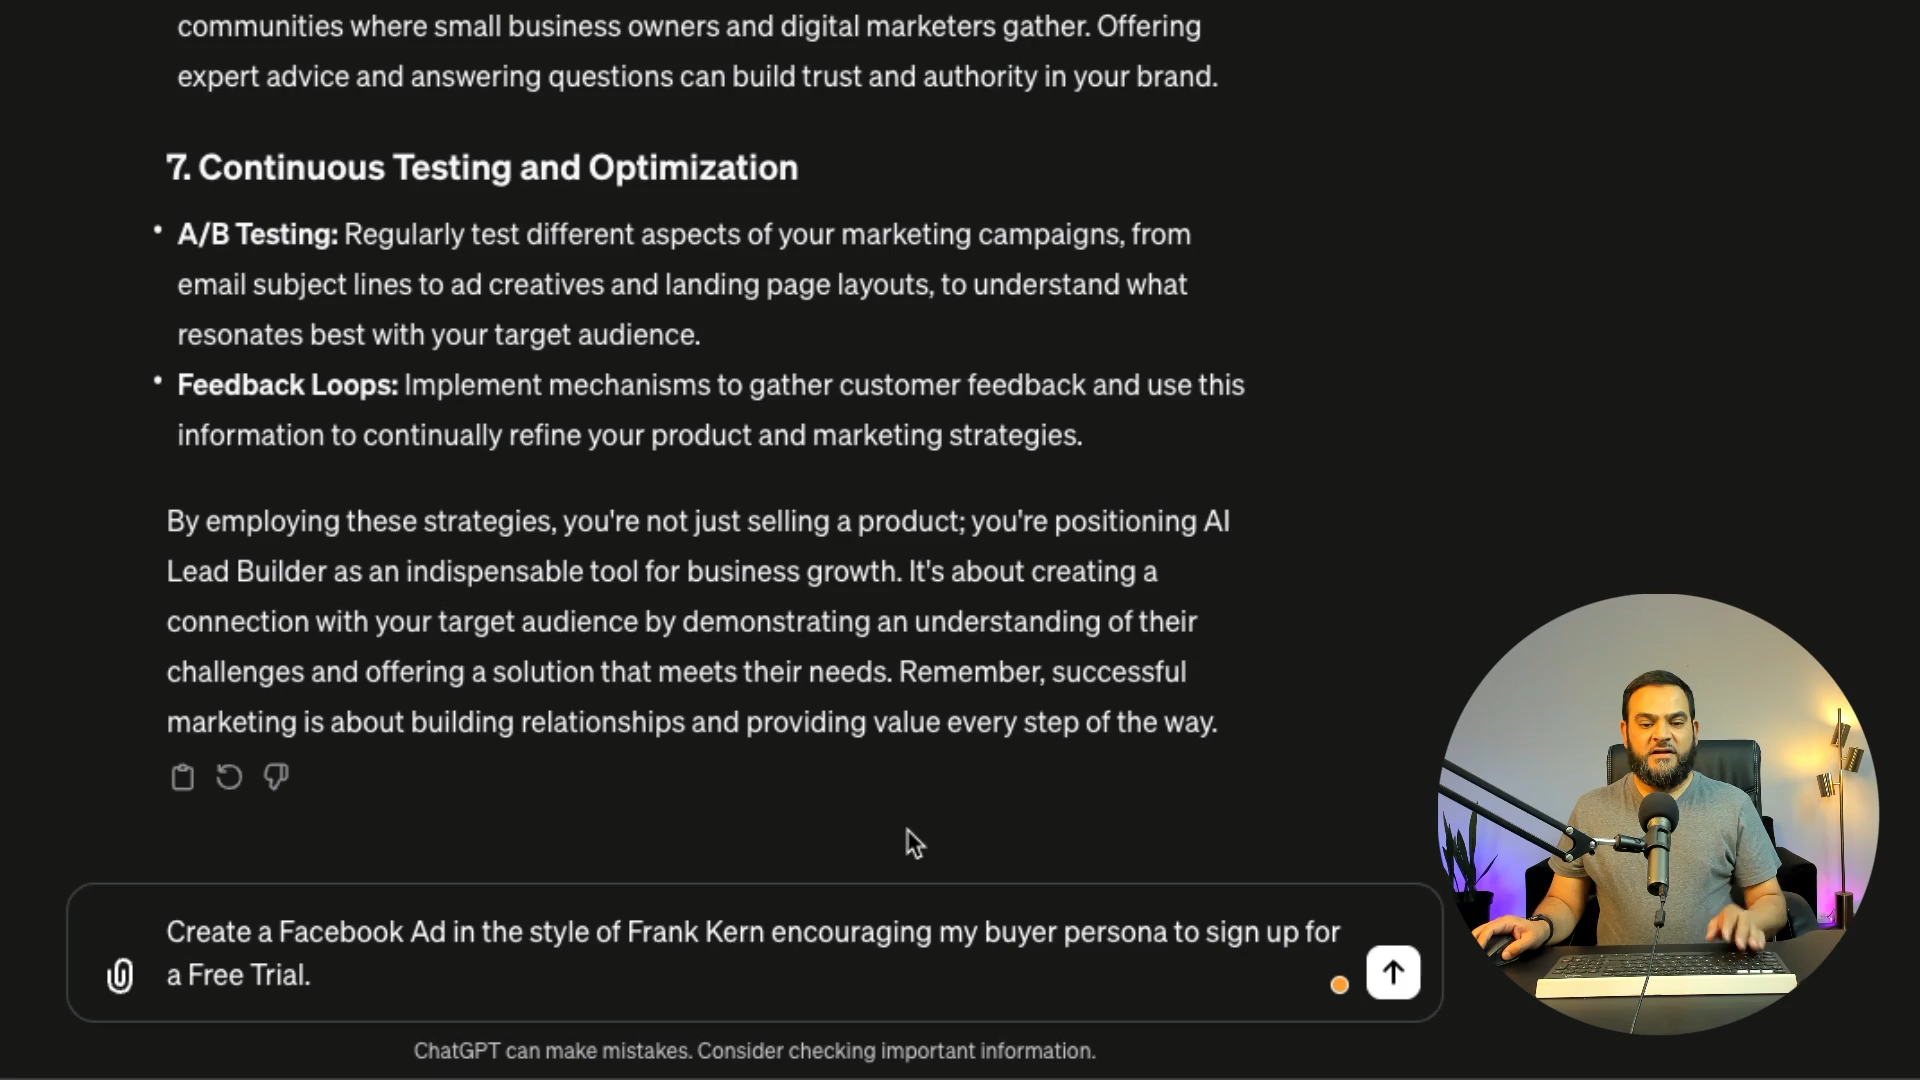 communities where small business owners and digital marketers gather. Offering
expert advice and answering questions can build trust and authority in your brand.
7. Continuous Testing and Optimization
• A/B Testing: Regularly test different aspects of your marketing campaigns, from
email subject lines to ad creatives and landing page layouts, to understand what
resonates best with your target audience.
• Feedback Loops: Implement mechanisms to gather customer feedback and use this
information to continually refine your product and marketing strategies.
By employing these strategies, you're not just selling a product; you're positioning AI
Lead Builder as an indispensable tool for business growth. It's about creating a
connection with your target audience by demonstrating an understanding of their
challenges and offering a solution that meets their needs. Remember, successful
marketing is about building relationships and providing value every step of the way.
Create a Facebook Ad in the style of Frank Kern encouraging my buyer persona to sign up for
a Free Trial.
ChatGPT can make mistakes. Consider checking important information.